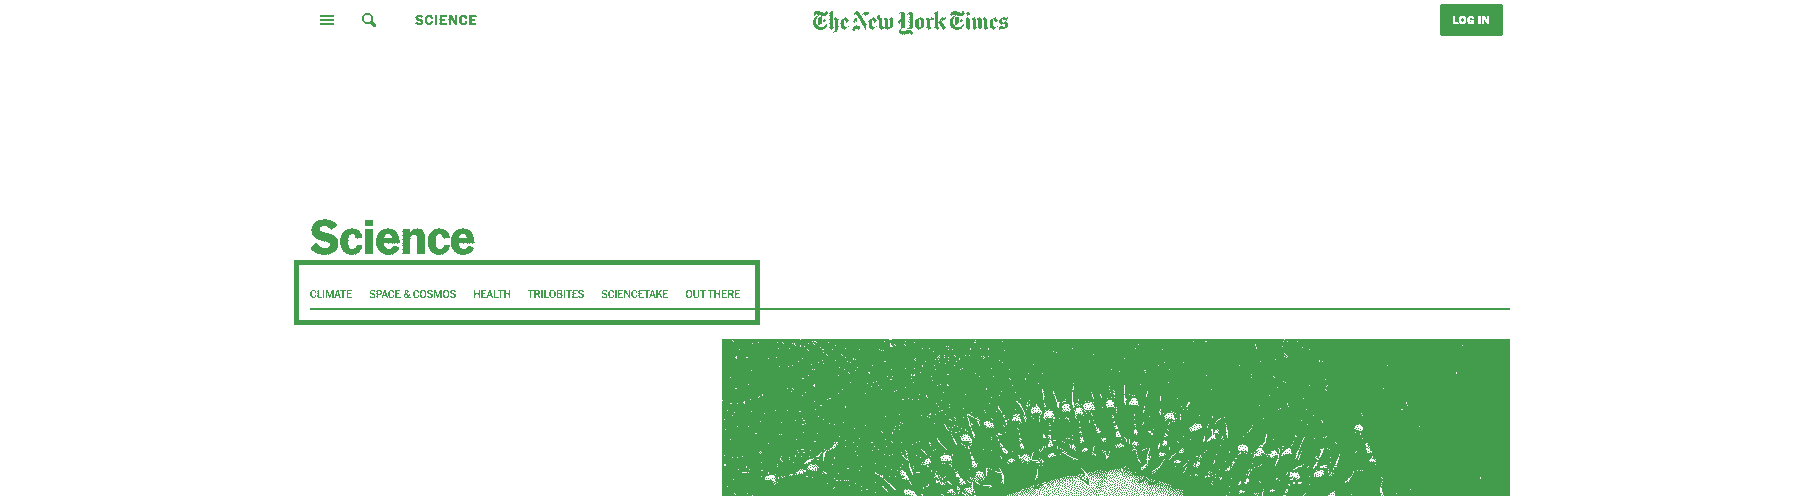 SCIENCE The New York Times LOG IN
Science
CLIMATE SPACE & COSMOS HEALTH TRILOBITES SCIENCETAKE OUT THERE